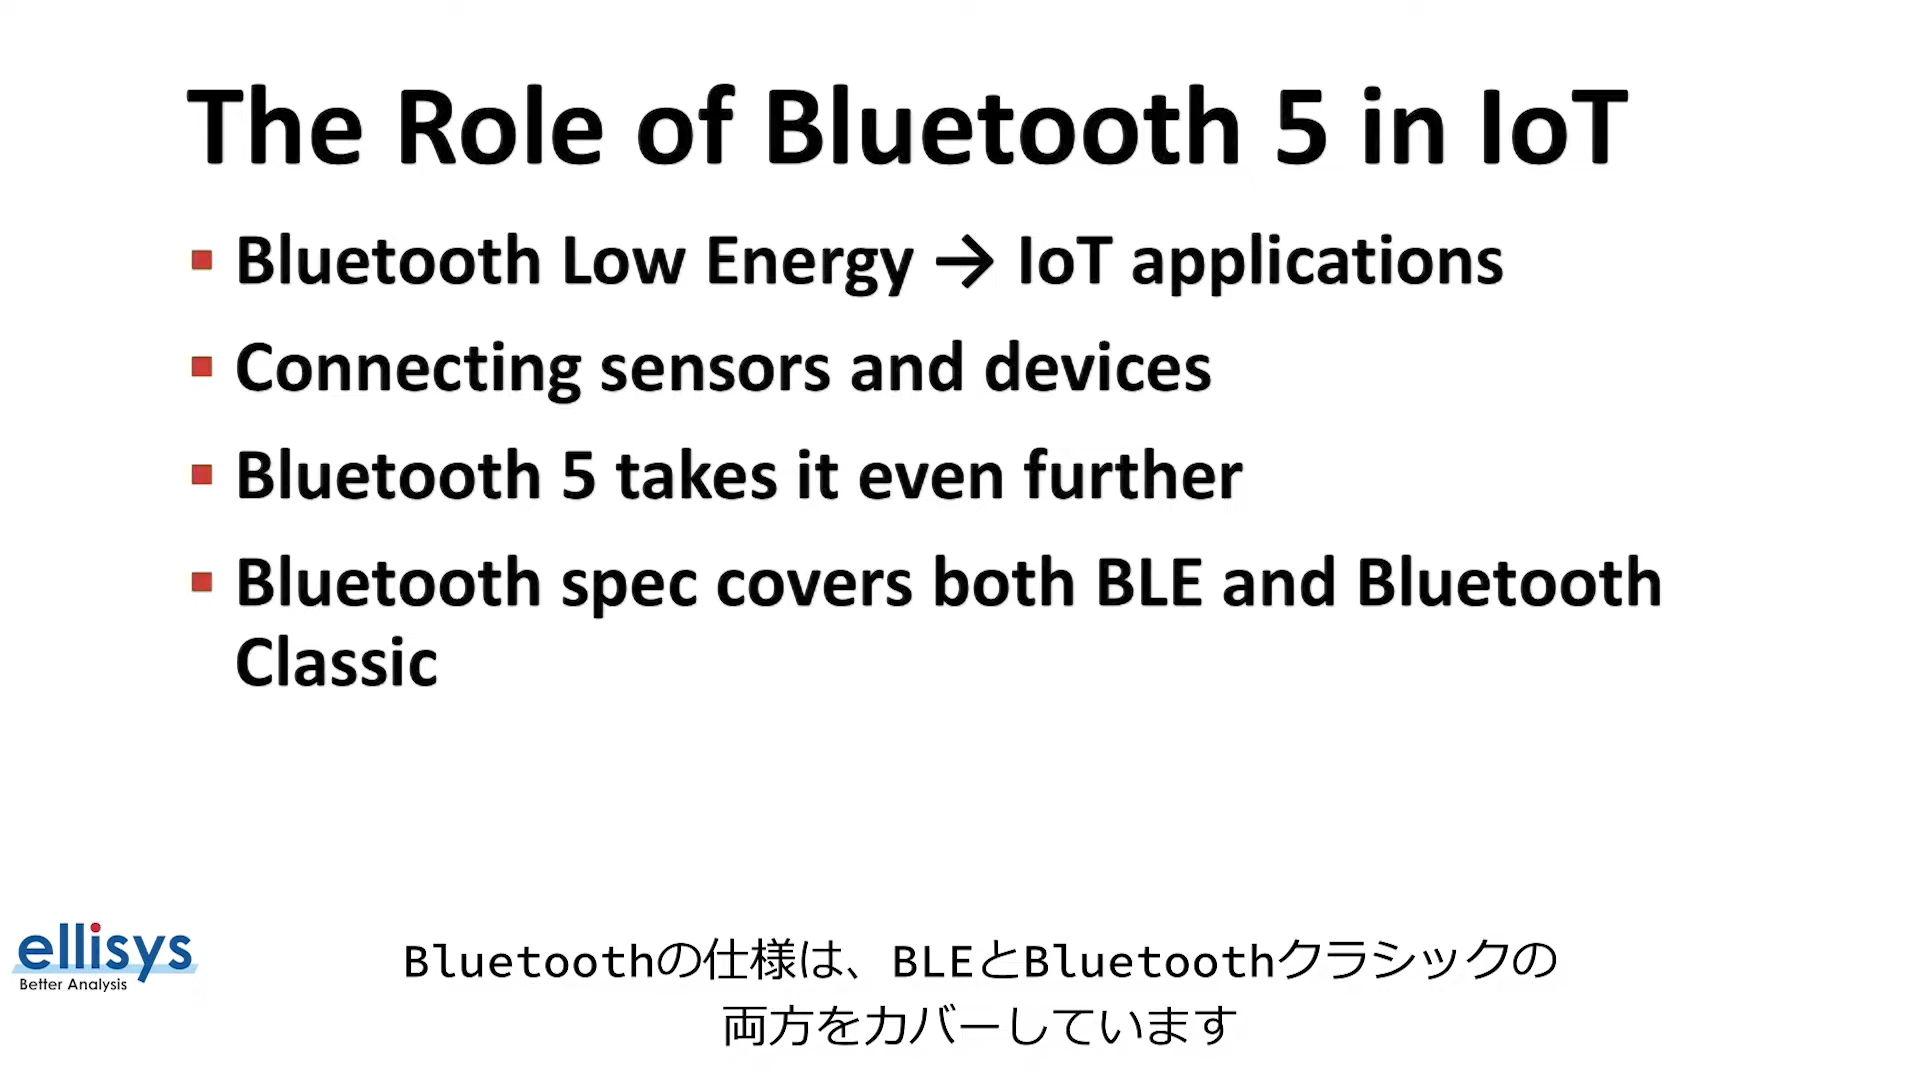 The Role of Bluetooth 5 in IoT
▪ Bluetooth Low Energy → IoT applications
▪ Connecting sensors and devices
▪ Bluetooth 5 takes it even further
▪ Bluetooth spec covers both BLE and Bluetooth
Classic
ellisys
Better Analysis
Bluetoothの仕様は、BLEとBluetoothクラシックの
両方をカバーしています